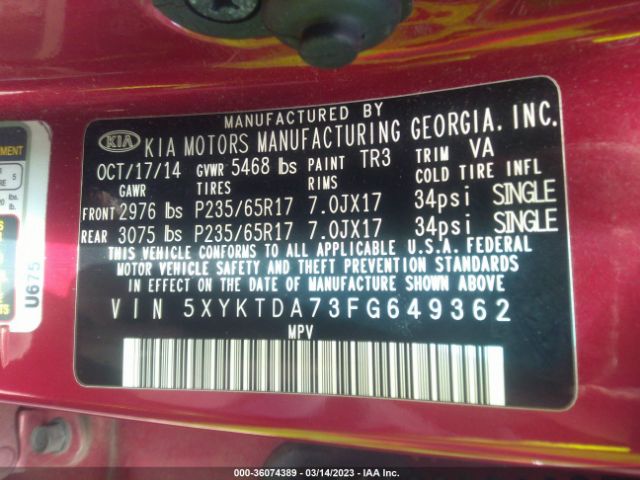 MANUFACTURED BY
KIA KIA MOTORS MANUFACTURING GEORGIA, INC.
OCT/17/14 GVWR 5468 lbs PAINT TR3 TRIM VA
GAWR TIRES RIMS COLD TIRE INFL
FRONT 2976 lbs P235/65R17 7.0JX17 34psi SINGLE
REAR 3075 lbs P235/65R17 7.0JX17 34psi SINGLE
THIS VEHICLE CONFORMS TO ALL APPLICABLE U.S.A. FEDERAL
MOTOR VEHICLE SAFETY AND THEFT PREVENTION STANDARDS
IN EFFECT ON THE DATE OF MANUFACTURE SHOWN ABOVE.
VIN 5XYKTDA73FG649362
MPV
U675
000-36074389 - 03/14/2023 - IAA Inc.